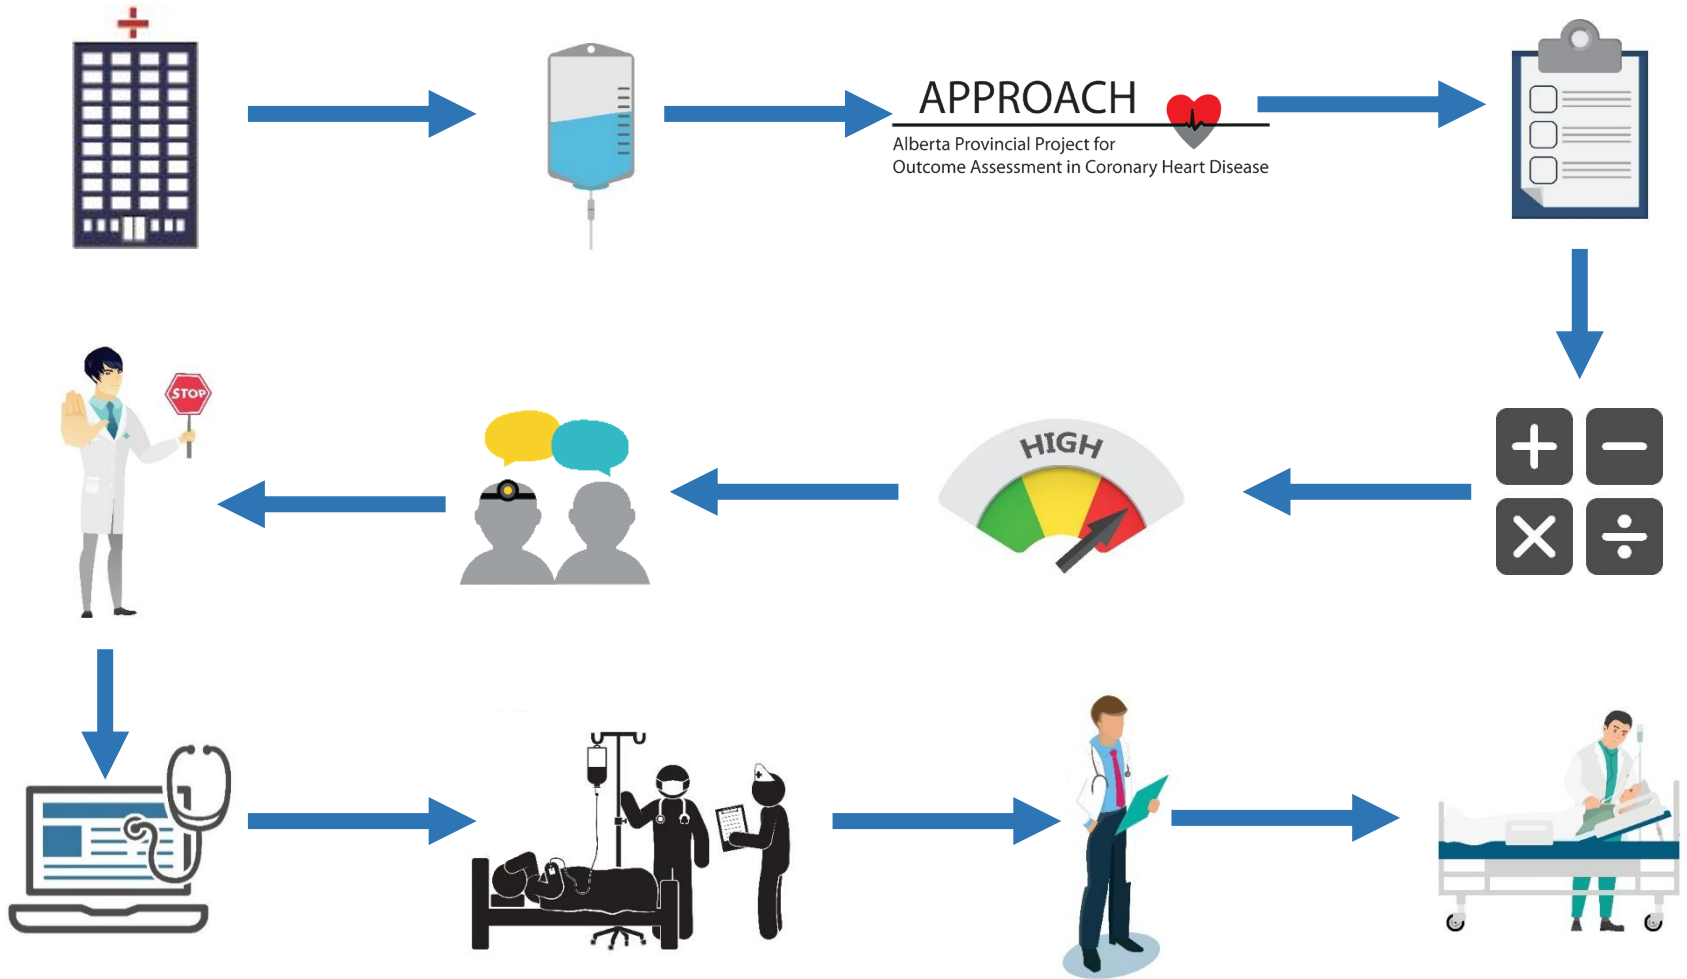 APPROACH
Alberta Provincial Project for
Outcome Assessment in Coronary Heart Disease
STOP
HIGH